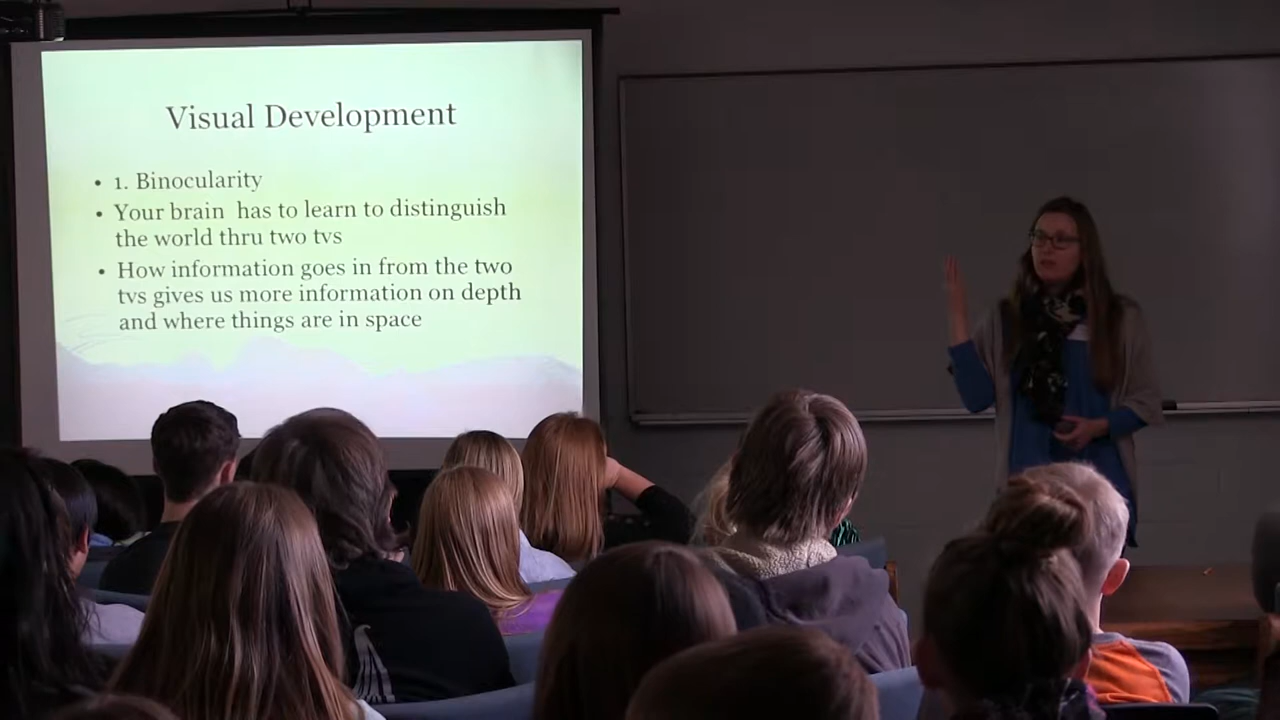 Visual Development
• 1. Binocularity
• Your brain has to learn to distinguish
the world thru two tvs
• How information goes in from the two
tvs gives us more information on depth
and where things are in space